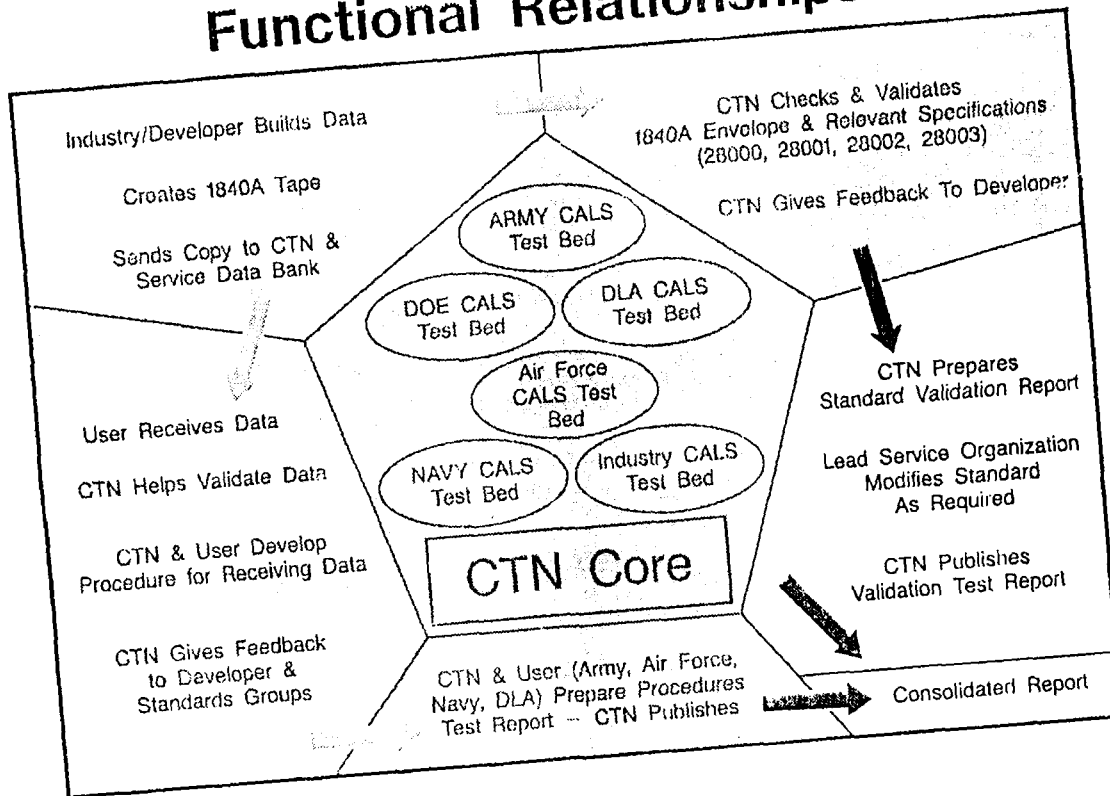 Functional Relationships
Industry/Developer Builds Data
Creates 1840A Tape
Sends Copy to CTN &
Service Data Bank
CTN Checks & Validates
1840A Envelope & Relevant Specifications
(28000, 28001, 28002, 28003)
CTN Gives Feedback To Developer
ARMY CALS
Test Bed
DOE CALS
Test Bed
DLA CALS
Test Bed
Air Force
CALS Test
Bed
NAVY CALS
Test Bed
Industry CALS
Test Bed
CTN Core
User Receives Data
CTN Helps Validate Data
CTN & User Develop
Procedure for Receiving Data
CTN Gives Feedback
to Developer &
Standards Groups
CTN Prepares
Standard Validation Report
Lead Service Organization
Modifies Standard
As Required
CTN Publishes
Validation Test Report
CTN & User (Army, Air Force,
Navy, DLA) Prepare Procedures
Test Report – CTN Publishes
Consolidated Report